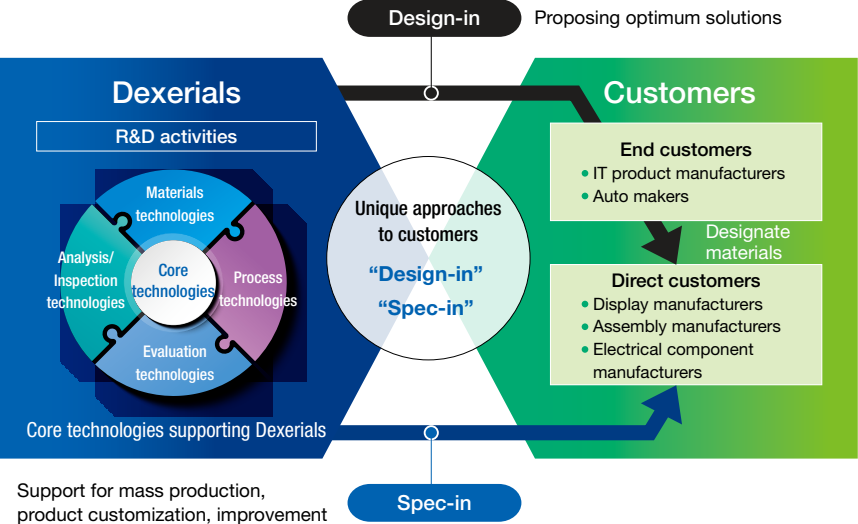 Design-in
Proposing optimum solutions
Dexerials
R&D activities
Materials
technologies
Analysis/
Inspection
technologies
Core
technologies
Process
technologies
Evaluation
technologies
Core technologies supporting Dexerials
Unique approaches
to customers
“Design-in”
“Spec-in”
Customers
End customers
• IT product manufacturers
• Auto makers
Designate
materials
Direct customers
• Display manufacturers
• Assembly manufacturers
• Electrical component
manufacturers
Support for mass production,
product customization, improvement
Spec-in